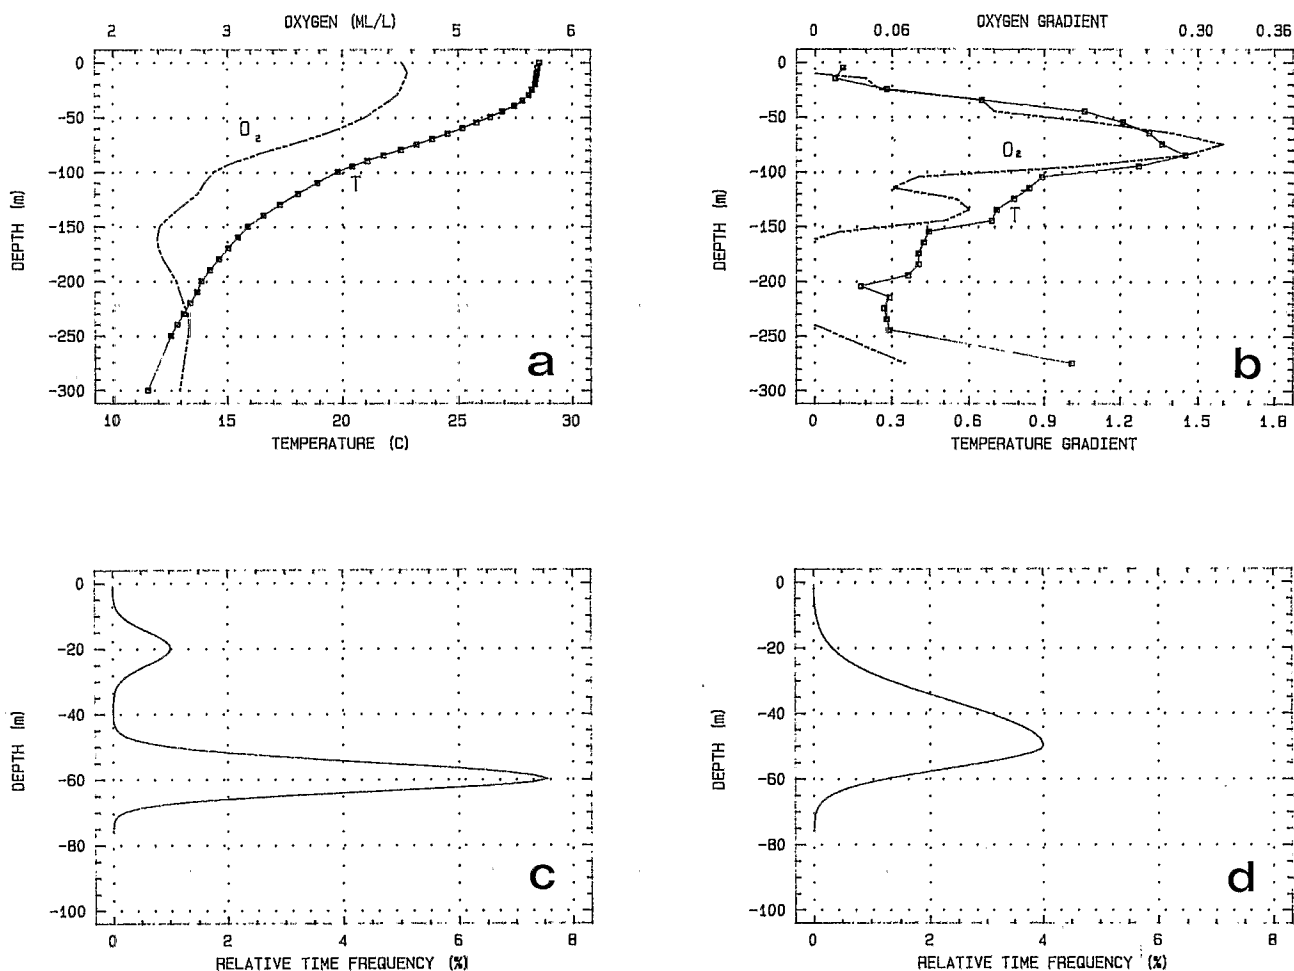 OXYGEN (ML/L)
2 3 5 6
0
-50
-100
-150
-200
-250
-300
DEPTH (m)
O₂
T
a
10 15 20 25 30
TEMPERATURE (C)
OXYGEN GRADIENT
0 0.06 0.30 0.36
0
-50
-100
-150
-200
-250
-300
DEPTH (m)
O₂
T
b
0 0.3 0.6 0.9 1.2 1.5 1.8
TEMPERATURE GRADIENT
0
-20
-40
-60
-80
-100
DEPTH (m)
c
0 2 4 6 8
RELATIVE TIME FREQUENCY (%)
0
-20
-40
-60
-80
-100
DEPTH (m)
d
0 2 4 6 8
RELATIVE TIME FREQUENCY (%)